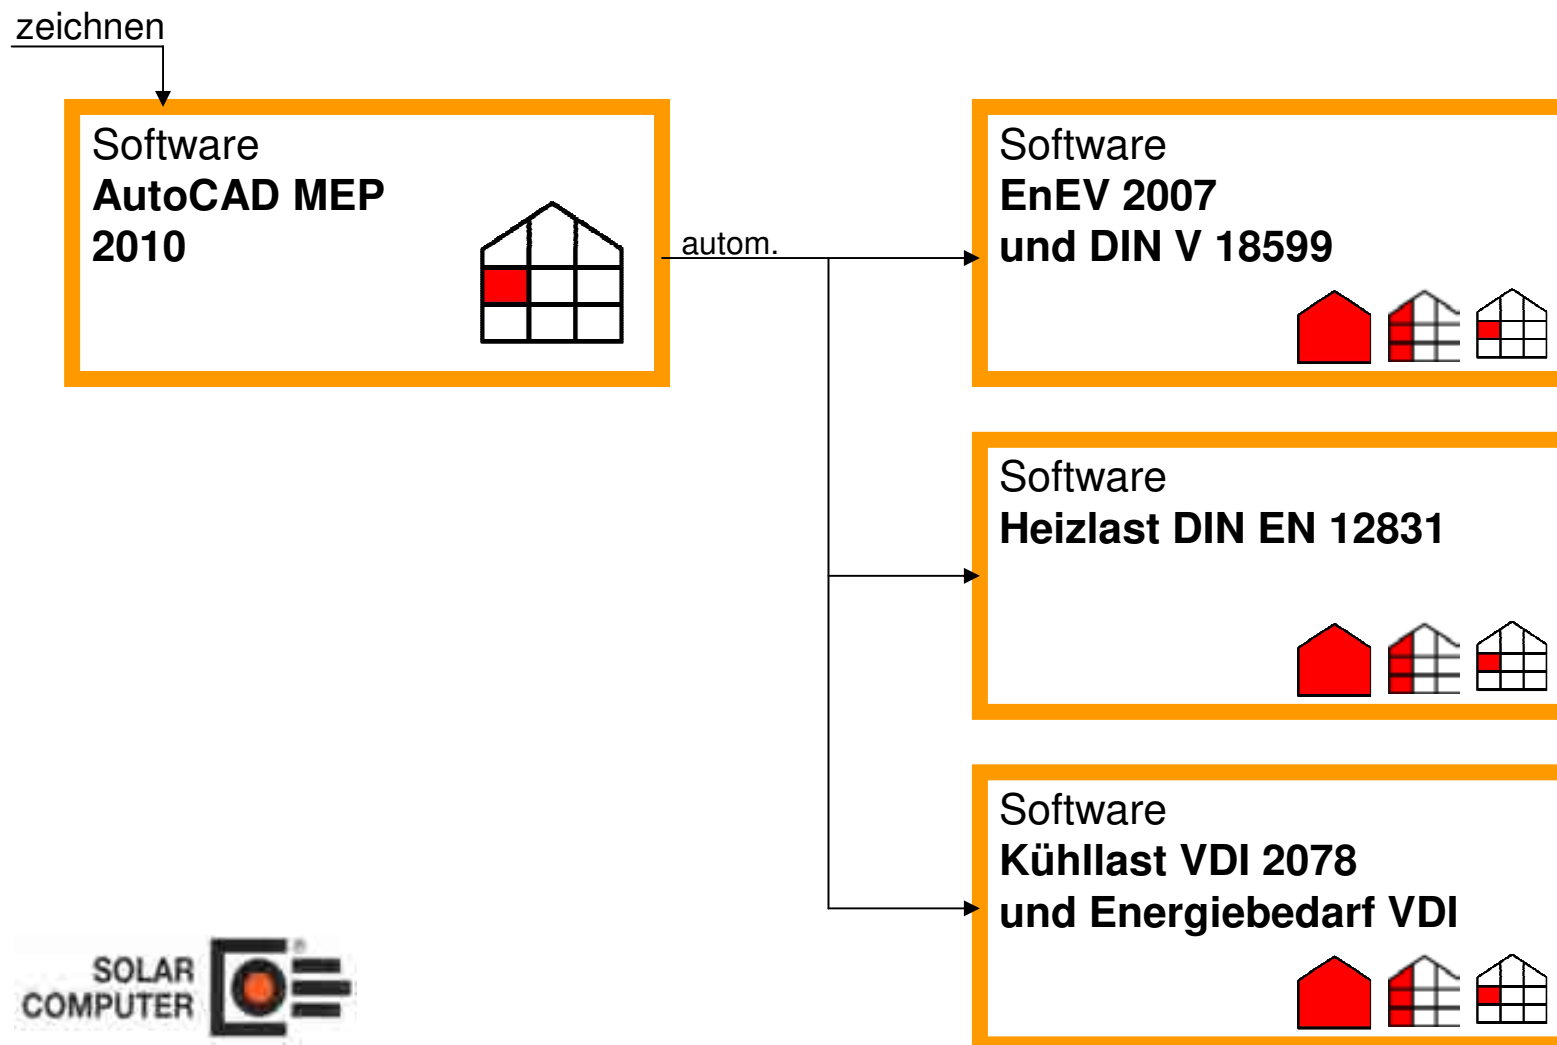 zeichnen
Software
AutoCAD MEP
2010
autom.
Software
EnEV 2007
und DIN V 18599
Software
Heizlast DIN EN 12831
Software
Kühllast VDI 2078
und Energiebedarf VDI
SOLAR
COMPUTER
®